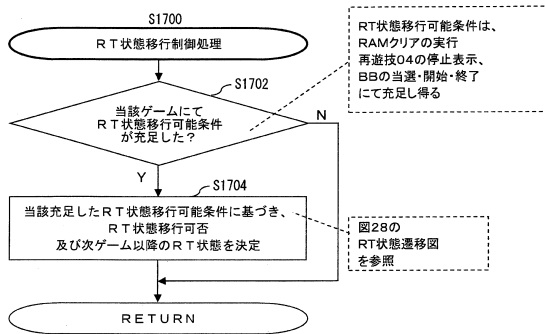 S1700
RT状態移行制御処理
S1702
当該ゲームにて
RT状態移行可能条件
が充足した?
N
Y
RT状態移行可能条件は、
RAMクリアの実行
再遊技04の停止表示、
BBの当選・開始・終了
にて充足し得る
S1704
当該充足したRT状態移行可能条件に基づき、
RT状態移行可否
及び次ゲーム以降のRT状態を決定
図28の
RT状態遷移図
を参照
RETURN